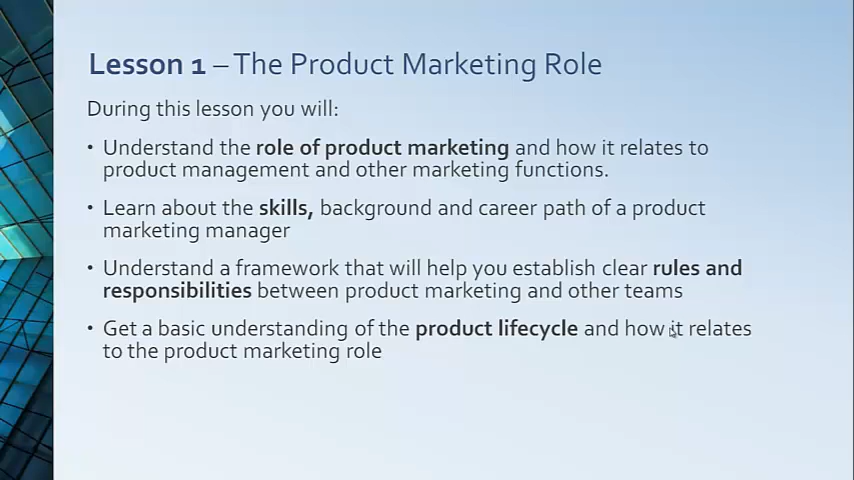 Lesson 1 – The Product Marketing Role
During this lesson you will:
• Understand the role of product marketing and how it relates to
product management and other marketing functions.
• Learn about the skills, background and career path of a product
marketing manager
• Understand a framework that will help you establish clear rules and
responsibilities between product marketing and other teams
• Get a basic understanding of the product lifecycle and how it relates
to the product marketing role